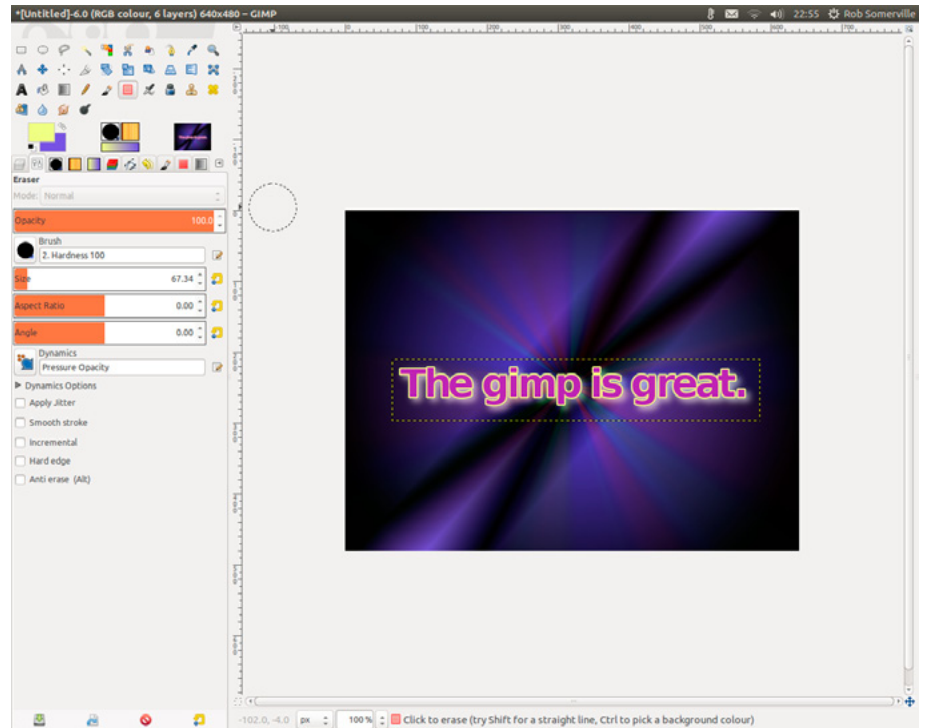 *[Untitled]-6.0 (RGB colour, 6 layers) 640x480 – GIMP
22:55 Rob Somerville
Eraser
Mode: Normal
Opacity 100.0
Brush
2. Hardness 100
Size 67.34
Aspect Ratio 0.00
Angle 0.00
Dynamics
Pressure Opacity
Dynamics Options
Apply Jitter
Smooth stroke
Incremental
Hard edge
Anti erase (Alt)
The gimp is great.
-102.0, -4.0 px 100% Click to erase (try Shift for a straight line, Ctrl to pick a background colour)